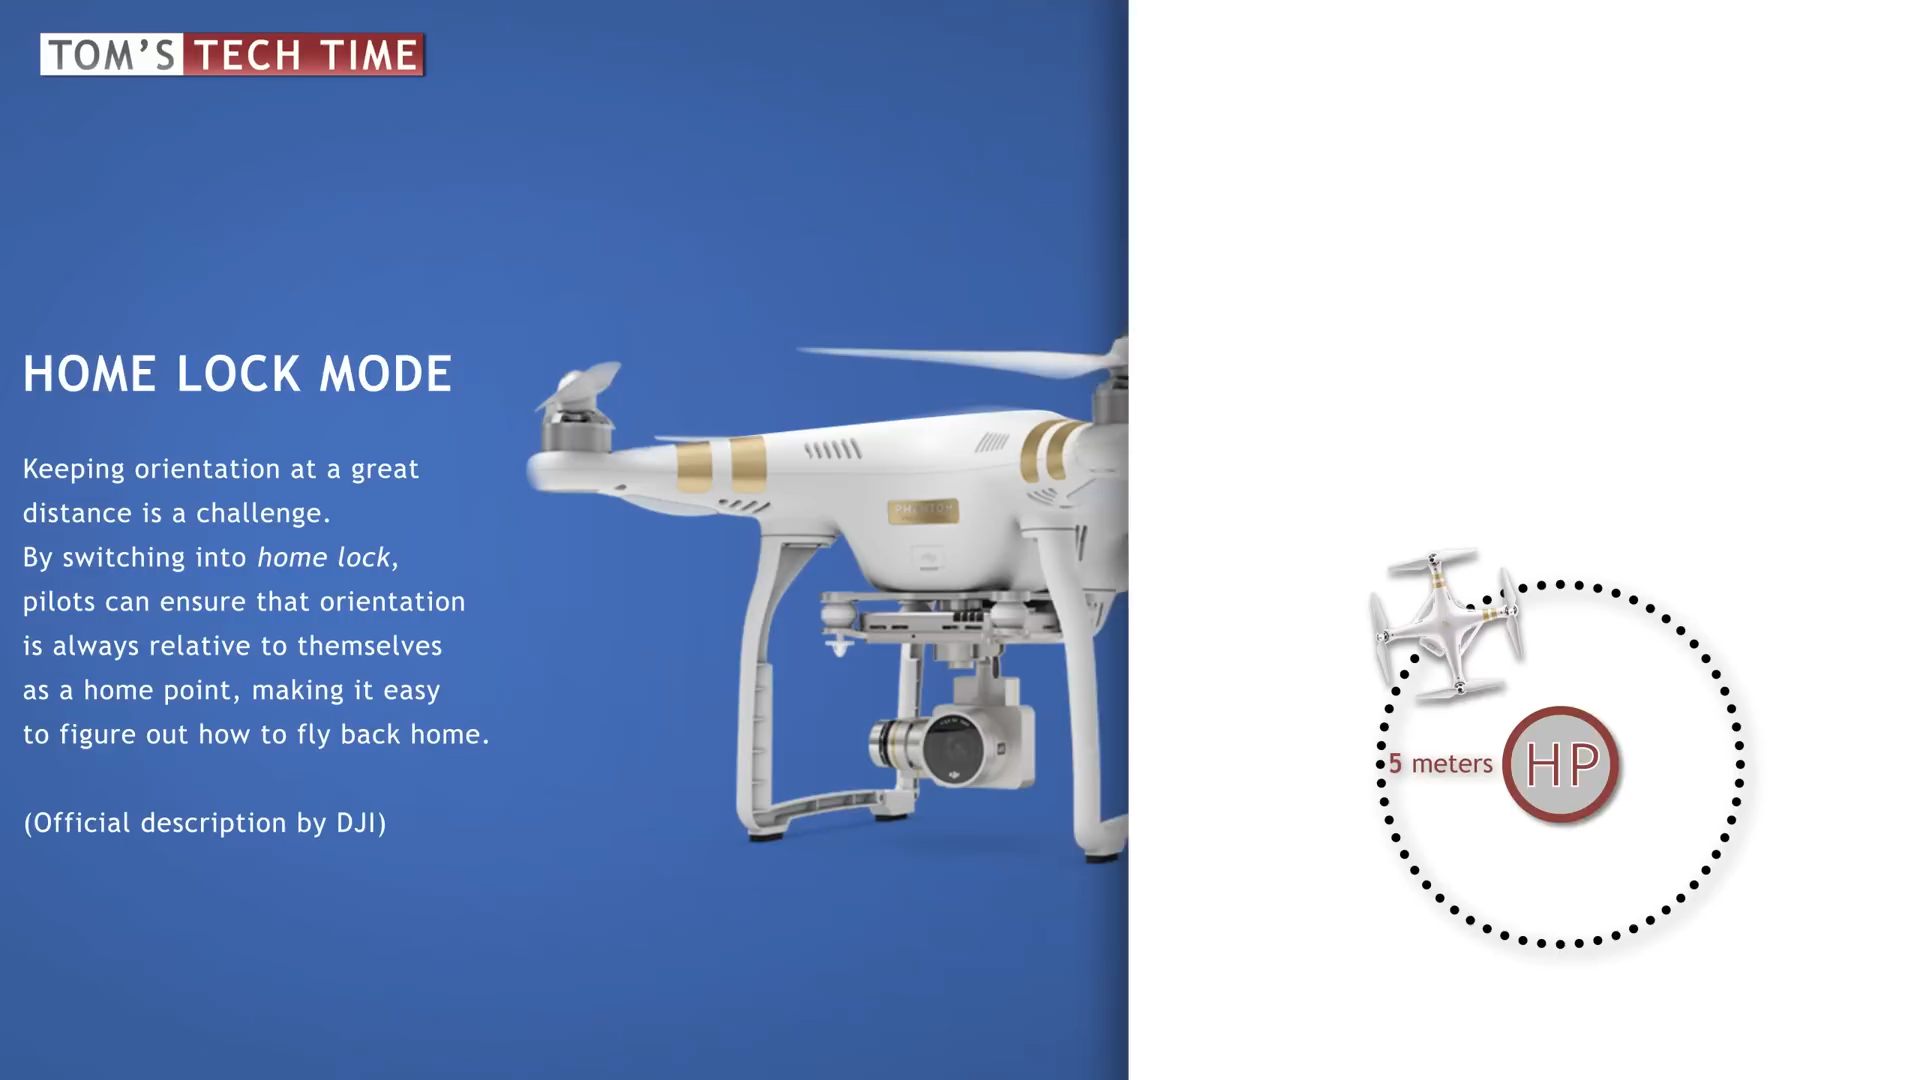 TOM'S TECH TIME
HOME LOCK MODE
Keeping orientation at a great
distance is a challenge.
By switching into home lock,
pilots can ensure that orientation
is always relative to themselves
as a home point, making it easy
to figure out how to fly back home.
(Official description by DJI)
PHANTOM
5 meters
HP